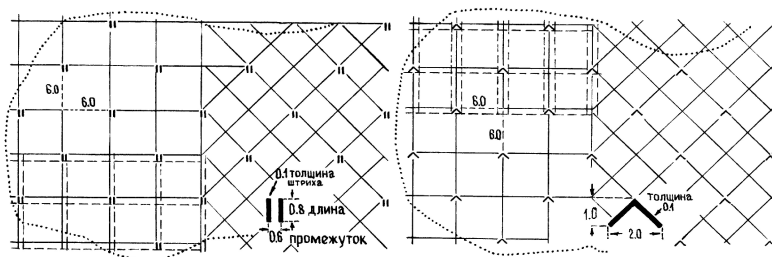 6.0
6.0
0.1 толщина
штриха
0.8 длина
0.6 промежуток
6.0
6.0
толщина
0.1
1.0
2.0